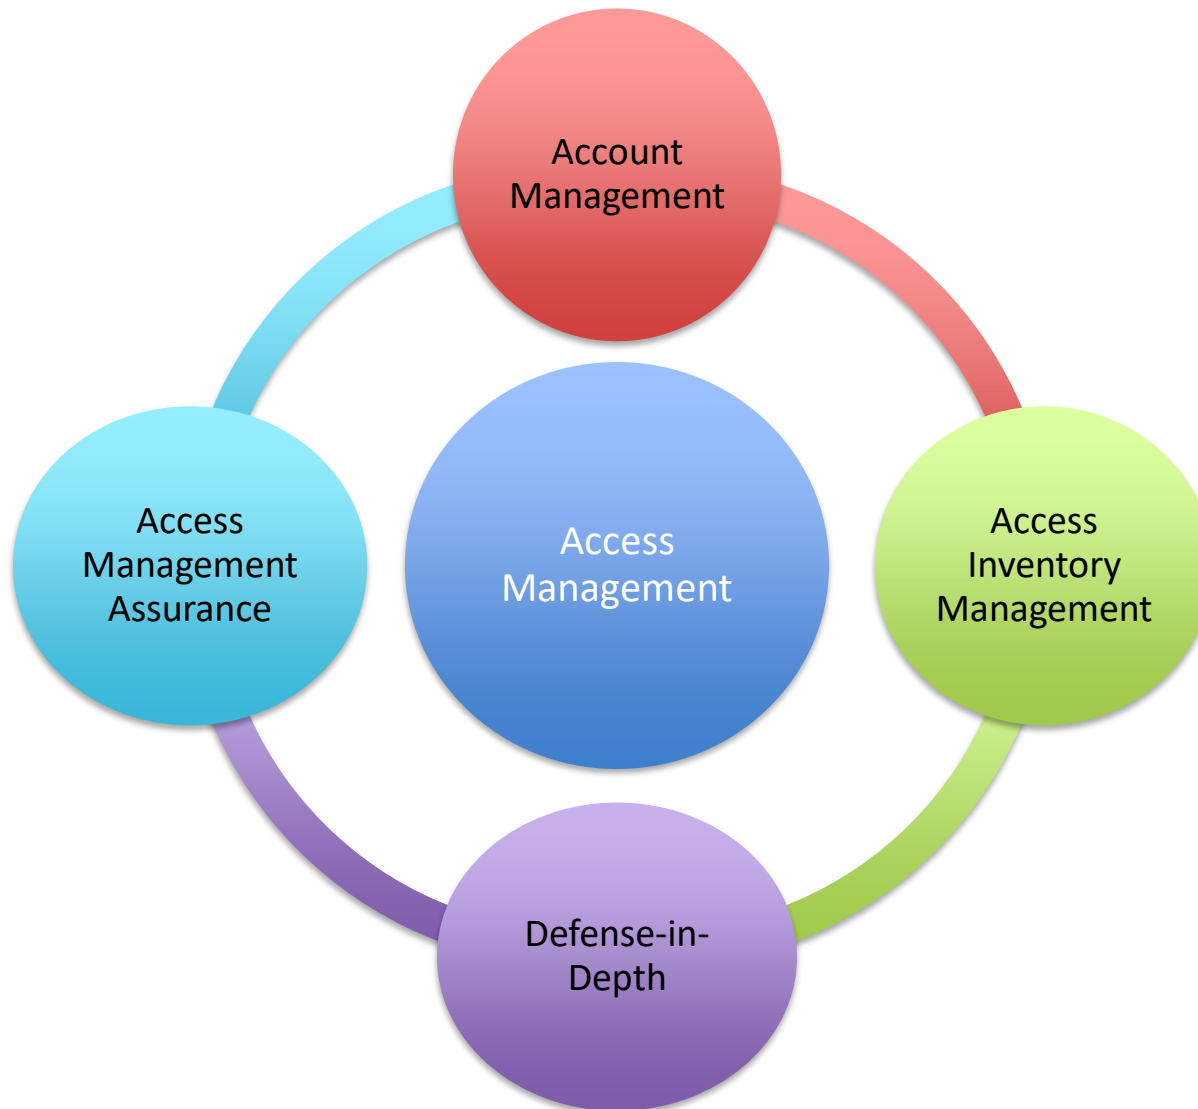 Account
Management
Access
Management
Assurance
Access
Management
Access
Inventory
Management
Defense-in-
Depth